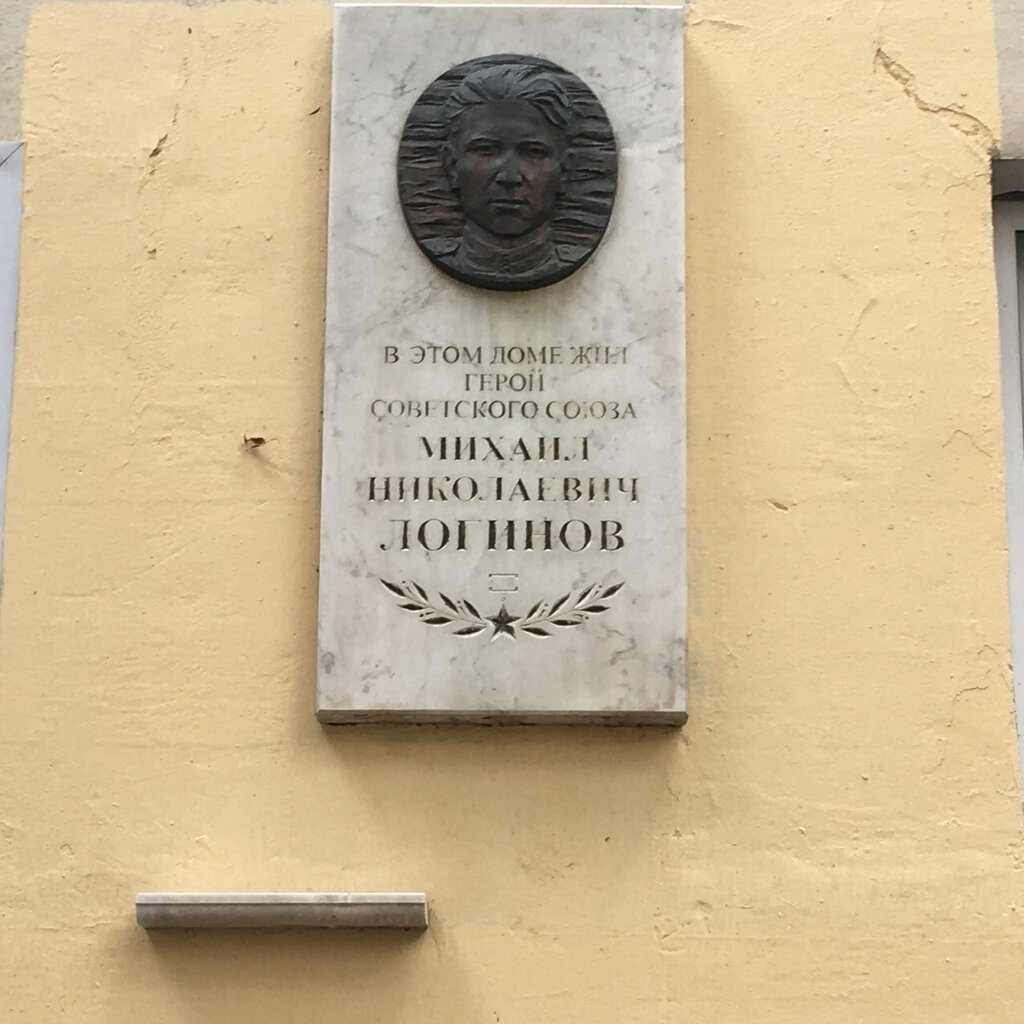 В ЭТОМ ДОМЕ ЖИЛ
ГЕРОЙ
СОВЕТСКОГО СОЮЗА
МИХАИЛ
НИКОЛАЕВИЧ
ЛОГИНОВ